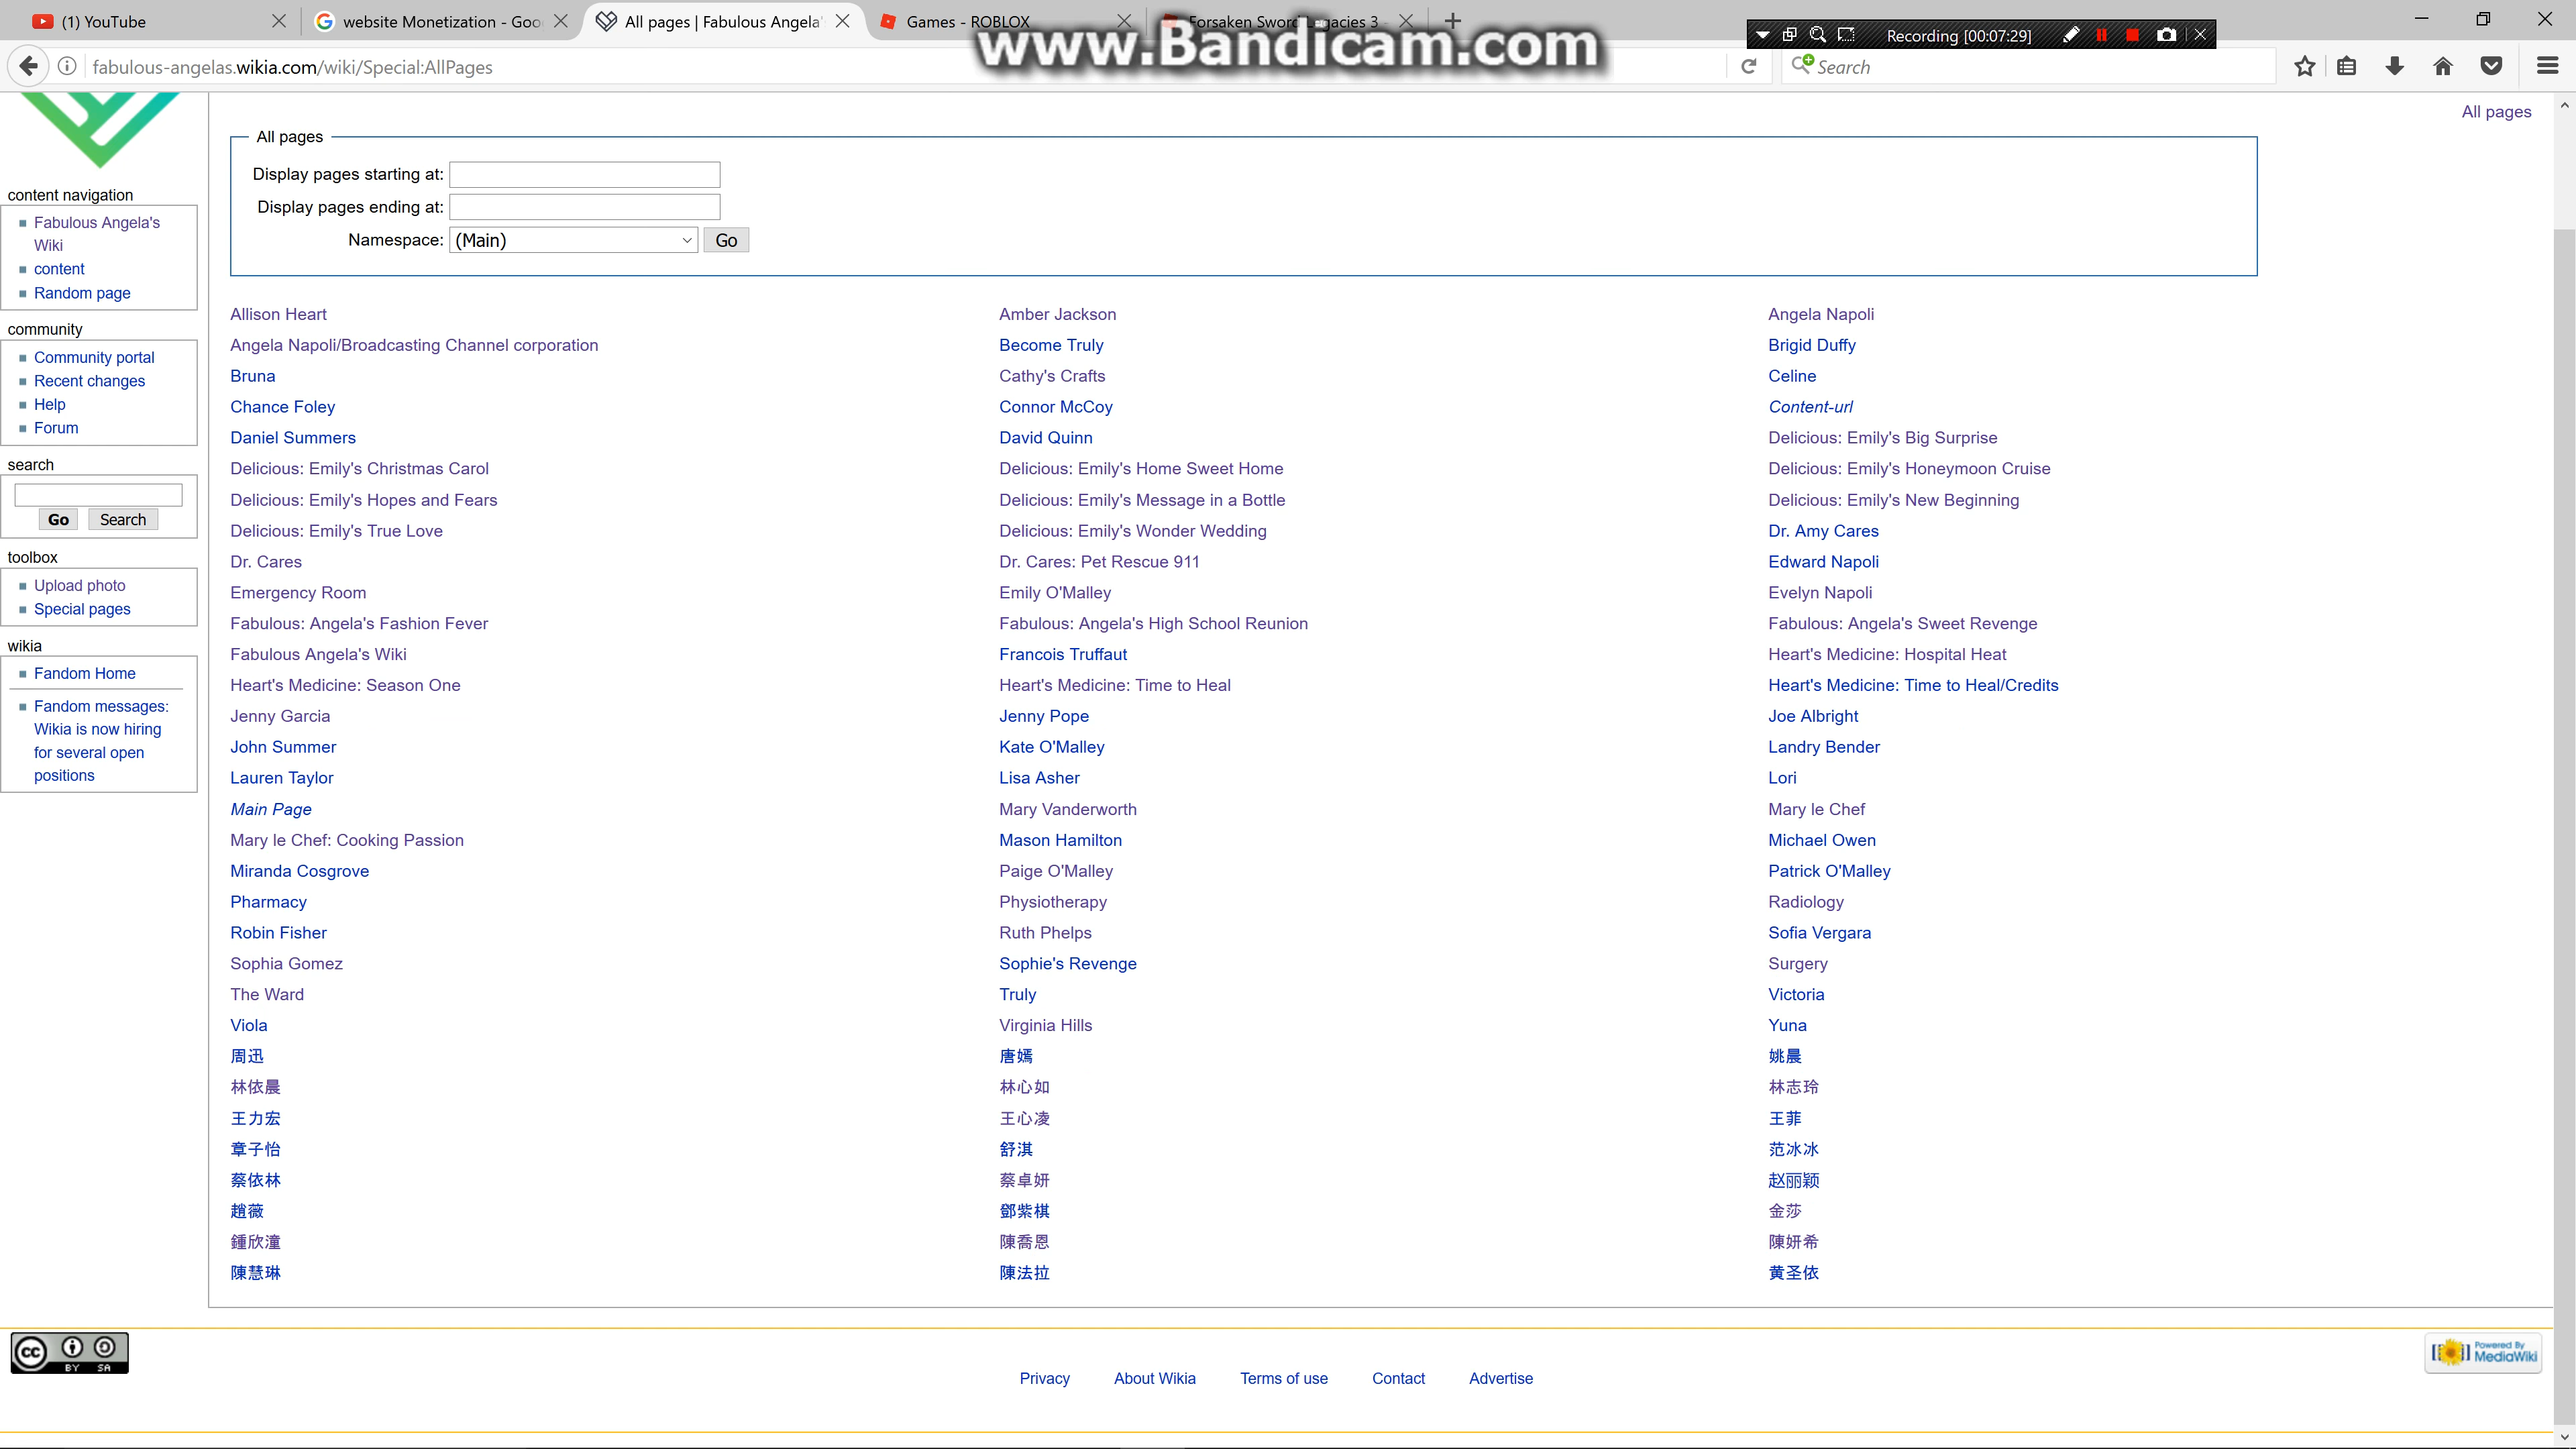 (1) YouTube
website Monetization - Goo
All pages | Fabulous Angela'
Games - ROBLOX
Forsaken Sword Legacies 3
www.Bandicam.com
Recording [00:07:29]
fabulous-angelas.wikia.com/wiki/Special:AllPages
Search
All pages
All pages
Display pages starting at:
Display pages ending at:
Namespace: (Main) Go
content navigation
Fabulous Angela's
Wiki
content
Random page
community
Community portal
Recent changes
Help
Forum
search
Go Search
toolbox
Upload photo
Special pages
wikia
Fandom Home
Fandom messages:
Wikia is now hiring
for several open
positions
Allison Heart Amber Jackson Angela Napoli
Angela Napoli/Broadcasting Channel corporation Become Truly Brigid Duffy
Bruna Cathy's Crafts Celine
Chance Foley Connor McCoy Content-url
Daniel Summers David Quinn Delicious: Emily's Big Surprise
Delicious: Emily's Christmas Carol Delicious: Emily's Home Sweet Home Delicious: Emily's Honeymoon Cruise
Delicious: Emily's Hopes and Fears Delicious: Emily's Message in a Bottle Delicious: Emily's New Beginning
Delicious: Emily's True Love Delicious: Emily's Wonder Wedding Dr. Amy Cares
Dr. Cares Dr. Cares: Pet Rescue 911 Edward Napoli
Emergency Room Emily O'Malley Evelyn Napoli
Fabulous: Angela's Fashion Fever Fabulous: Angela's High School Reunion Fabulous: Angela's Sweet Revenge
Fabulous Angela's Wiki Francois Truffaut Heart's Medicine: Hospital Heat
Heart's Medicine: Season One Heart's Medicine: Time to Heal Heart's Medicine: Time to Heal/Credits
Jenny Garcia Jenny Pope Joe Albright
John Summer Kate O'Malley Landry Bender
Lauren Taylor Lisa Asher Lori
Main Page Mary Vanderworth Mary le Chef
Mary le Chef: Cooking Passion Mason Hamilton Michael Owen
Miranda Cosgrove Paige O'Malley Patrick O'Malley
Pharmacy Physiotherapy Radiology
Robin Fisher Ruth Phelps Sofia Vergara
Sophia Gomez Sophie's Revenge Surgery
The Ward Truly Victoria
Viola Virginia Hills Yuna
周迅 唐嫣 姚晨
林依晨 林心如 林志玲
王力宏 王心凌 王菲
章子怡 舒淇 范冰冰
蔡依林 蔡卓妍 赵丽颖
趙薇 鄧紫棋 金莎
鍾欣潼 陳喬恩 陳妍希
陳慧琳 陳法拉 黄圣依
cc BY SA
Privacy About Wikia Terms of use Contact Advertise
Powered By
MediaWiki